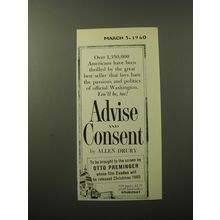 MARCH 5, 1960
Over 1,350,000
Americans have been
thrilled by the great
best seller that lays bare
the passions and politics
of official Washington.
You'll be, too!
Advise
AND
Consent
by ALLEN DRURY
To be brought to the screen by
OTTO PREMINGER
whose film Exodus will
be released Christmas 1960
DOUBLEDAY